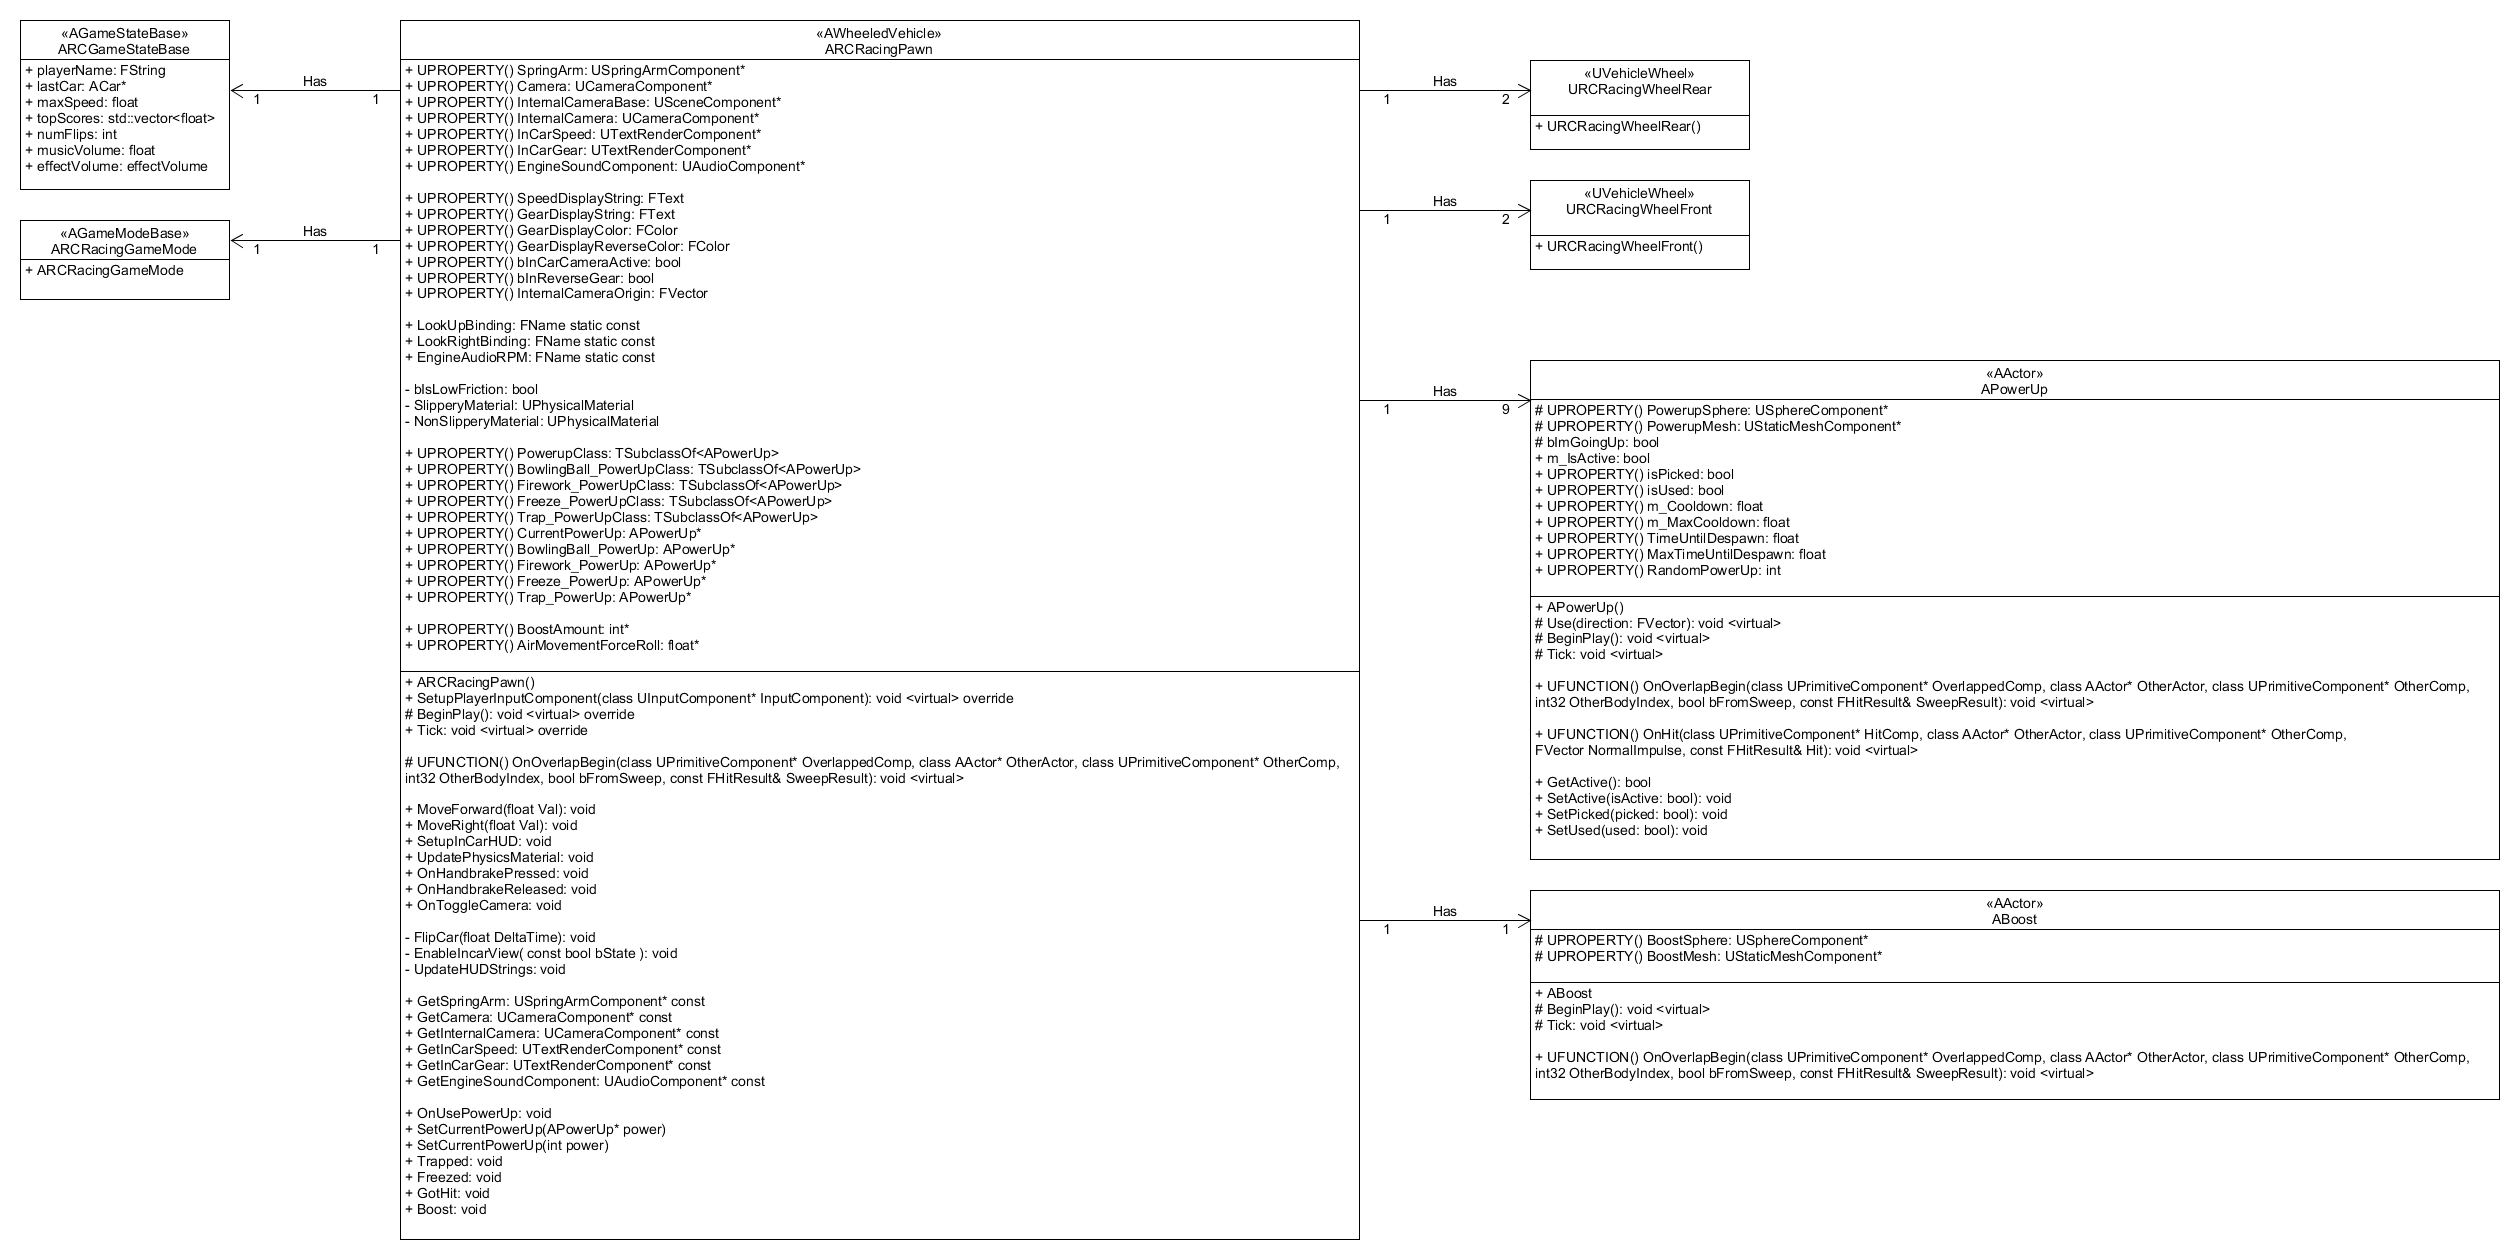 «AGameStateBase»
ARCGameStateBase
+ playerName: FString
+ lastCar: ACar*
+ maxSpeed: float
+ topScores: std::vector<float>
+ numFlips: int
+ musicVolume: float
+ effectVolume: effectVolume
Has
1
1
«AGameModeBase»
ARCRacingGameMode
+ ARCRacingGameMode
Has
1
1
«AWheeledVehicle»
ARCRacingPawn
+ UPROPERTY() SpringArm: USpringArmComponent*
+ UPROPERTY() Camera: UCameraComponent*
+ UPROPERTY() InternalCameraBase: USceneComponent*
+ UPROPERTY() InternalCamera: UCameraComponent*
+ UPROPERTY() InCarSpeed: UTextRenderComponent*
+ UPROPERTY() InCarGear: UTextRenderComponent*
+ UPROPERTY() EngineSoundComponent: UAudioComponent*
+ UPROPERTY() SpeedDisplayString: FText
+ UPROPERTY() GearDisplayString: FText
+ UPROPERTY() GearDisplayColor: FColor
+ UPROPERTY() GearDisplayReverseColor: FColor
+ UPROPERTY() bInCarCameraActive: bool
+ UPROPERTY() bInReverseGear: bool
+ UPROPERTY() InternalCameraOrigin: FVector
+ LookUpBinding: FName static const
+ LookRightBinding: FName static const
+ EngineAudioRPM: FName static const
- bIsLowFriction: bool
- SlipperyMaterial: UPhysicalMaterial
- NonSlipperyMaterial: UPhysicalMaterial
+ UPROPERTY() PowerupClass: TSubclassOf<APowerUp>
+ UPROPERTY() BowlingBall_PowerUpClass: TSubclassOf<APowerUp>
+ UPROPERTY() Firework_PowerUpClass: TSubclassOf<APowerUp>
+ UPROPERTY() Freeze_PowerUpClass: TSubclassOf<APowerUp>
+ UPROPERTY() Trap_PowerUpClass: TSubclassOf<APowerUp>
+ UPROPERTY() CurrentPowerUp: APowerUp*
+ UPROPERTY() BowlingBall_PowerUp: APowerUp*
+ UPROPERTY() Firework_PowerUp: APowerUp*
+ UPROPERTY() Freeze_PowerUp: APowerUp*
+ UPROPERTY() Trap_PowerUp: APowerUp*
+ UPROPERTY() BoostAmount: int*
+ UPROPERTY() AirMovementForceRoll: float*
+ ARCRacingPawn()
+ SetupPlayerInputComponent(class UInputComponent* InputComponent): void <virtual> override
# BeginPlay(): void <virtual> override
+ Tick: void <virtual> override
# UFUNCTION() OnOverlapBegin(class UPrimitiveComponent* OverlappedComp, class AActor* OtherActor, class UPrimitiveComponent* OtherComp,
int32 OtherBodyIndex, bool bFromSweep, const FHitResult& SweepResult): void <virtual>
+ MoveForward(float Val): void
+ MoveRight(float Val): void
+ SetupInCarHUD: void
+ UpdatePhysicsMaterial: void
+ OnHandbrakePressed: void
+ OnHandbrakeReleased: void
+ OnToggleCamera: void
- FlipCar(float DeltaTime): void
- EnableIncarView( const bool bState ): void
- UpdateHUDStrings: void
+ GetSpringArm: USpringArmComponent* const
+ GetCamera: UCameraComponent* const
+ GetInternalCamera: UCameraComponent* const
+ GetInCarSpeed: UTextRenderComponent* const
+ GetInCarGear: UTextRenderComponent* const
+ GetEngineSoundComponent: UAudioComponent* const
+ OnUsePowerUp: void
+ SetCurrentPowerUp(APowerUp* power)
+ SetCurrentPowerUp(int power)
+ Trapped: void
+ Freezed: void
+ GotHit: void
+ Boost: void
Has
1
2
«UVehicleWheel»
URCRacingWheelRear
+ URCRacingWheelRear()
Has
1
2
«UVehicleWheel»
URCRacingWheelFront
+ URCRacingWheelFront()
Has
1
9
«AActor»
APowerUp
# UPROPERTY() PowerupSphere: USphereComponent*
# UPROPERTY() PowerupMesh: UStaticMeshComponent*
# bImGoingUp: bool
+ m_IsActive: bool
+ UPROPERTY() isPicked: bool
+ UPROPERTY() isUsed: bool
+ UPROPERTY() m_Cooldown: float
+ UPROPERTY() m_MaxCooldown: float
+ UPROPERTY() TimeUntilDespawn: float
+ UPROPERTY() MaxTimeUntilDespawn: float
+ UPROPERTY() RandomPowerUp: int
+ APowerUp()
# Use(direction: FVector): void <virtual>
# BeginPlay(): void <virtual>
# Tick: void <virtual>
+ UFUNCTION() OnOverlapBegin(class UPrimitiveComponent* OverlappedComp, class AActor* OtherActor, class UPrimitiveComponent* OtherComp,
int32 OtherBodyIndex, bool bFromSweep, const FHitResult& SweepResult): void <virtual>
+ UFUNCTION() OnHit(class UPrimitiveComponent* HitComp, class AActor* OtherActor, class UPrimitiveComponent* OtherComp,
FVector NormalImpulse, const FHitResult& Hit): void <virtual>
+ GetActive(): bool
+ SetActive(isActive: bool): void
+ SetPicked(picked: bool): void
+ SetUsed(used: bool): void
Has
1
1
«AActor»
ABoost
# UPROPERTY() BoostSphere: USphereComponent*
# UPROPERTY() BoostMesh: UStaticMeshComponent*
+ ABoost
# BeginPlay(): void <virtual>
# Tick: void <virtual>
+ UFUNCTION() OnOverlapBegin(class UPrimitiveComponent* OverlappedComp, class AActor* OtherActor, class UPrimitiveComponent* OtherComp,
int32 OtherBodyIndex, bool bFromSweep, const FHitResult& SweepResult): void <virtual>